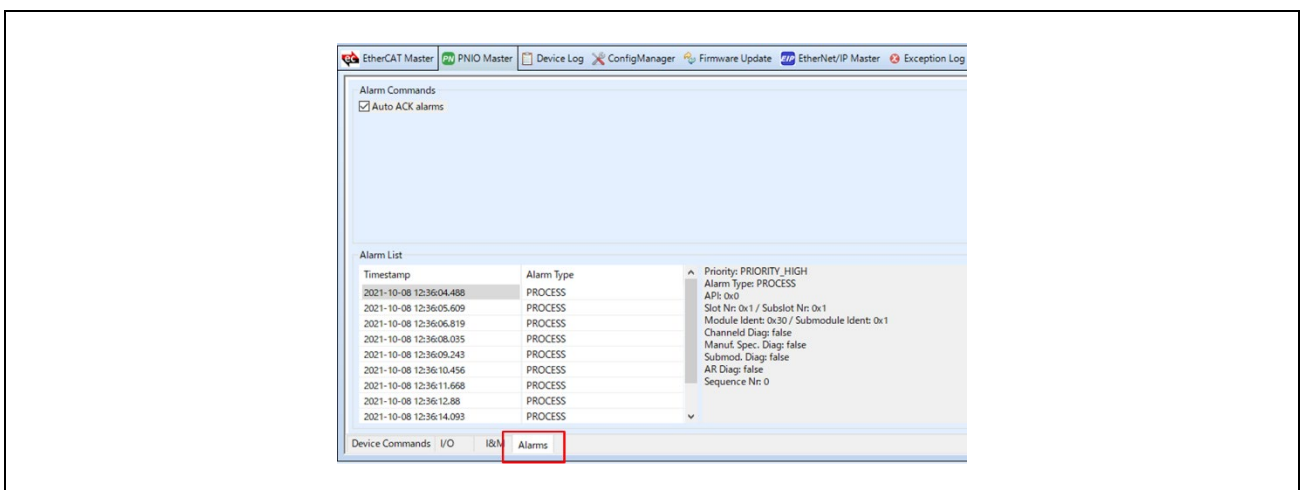 EtherCAT Master PNIO Master Device Log ConfigManager Firmware Update EtherNet/IP Master Exception Log
Alarm Commands
Auto ACK alarms
Alarm List
Timestamp Alarm Type
2021-10-08 12:36:04.488 PROCESS
2021-10-08 12:36:05.609 PROCESS
2021-10-08 12:36:06.819 PROCESS
2021-10-08 12:36:08.035 PROCESS
2021-10-08 12:36:09.243 PROCESS
2021-10-08 12:36:10.456 PROCESS
2021-10-08 12:36:11.668 PROCESS
2021-10-08 12:36:12.88 PROCESS
2021-10-08 12:36:14.093 PROCESS
Priority: PRIORITY_HIGH
Alarm Type: PROCESS
API: 0x0
Slot Nr: 0x1 / Subslot Nr: 0x1
Module Ident: 0x30 / Submodule Ident: 0x1
Channeld Diag: false
Manuf. Spec. Diag: false
Submod. Diag: false
AR Diag: false
Sequence Nr: 0
Device Commands I/O I&M Alarms